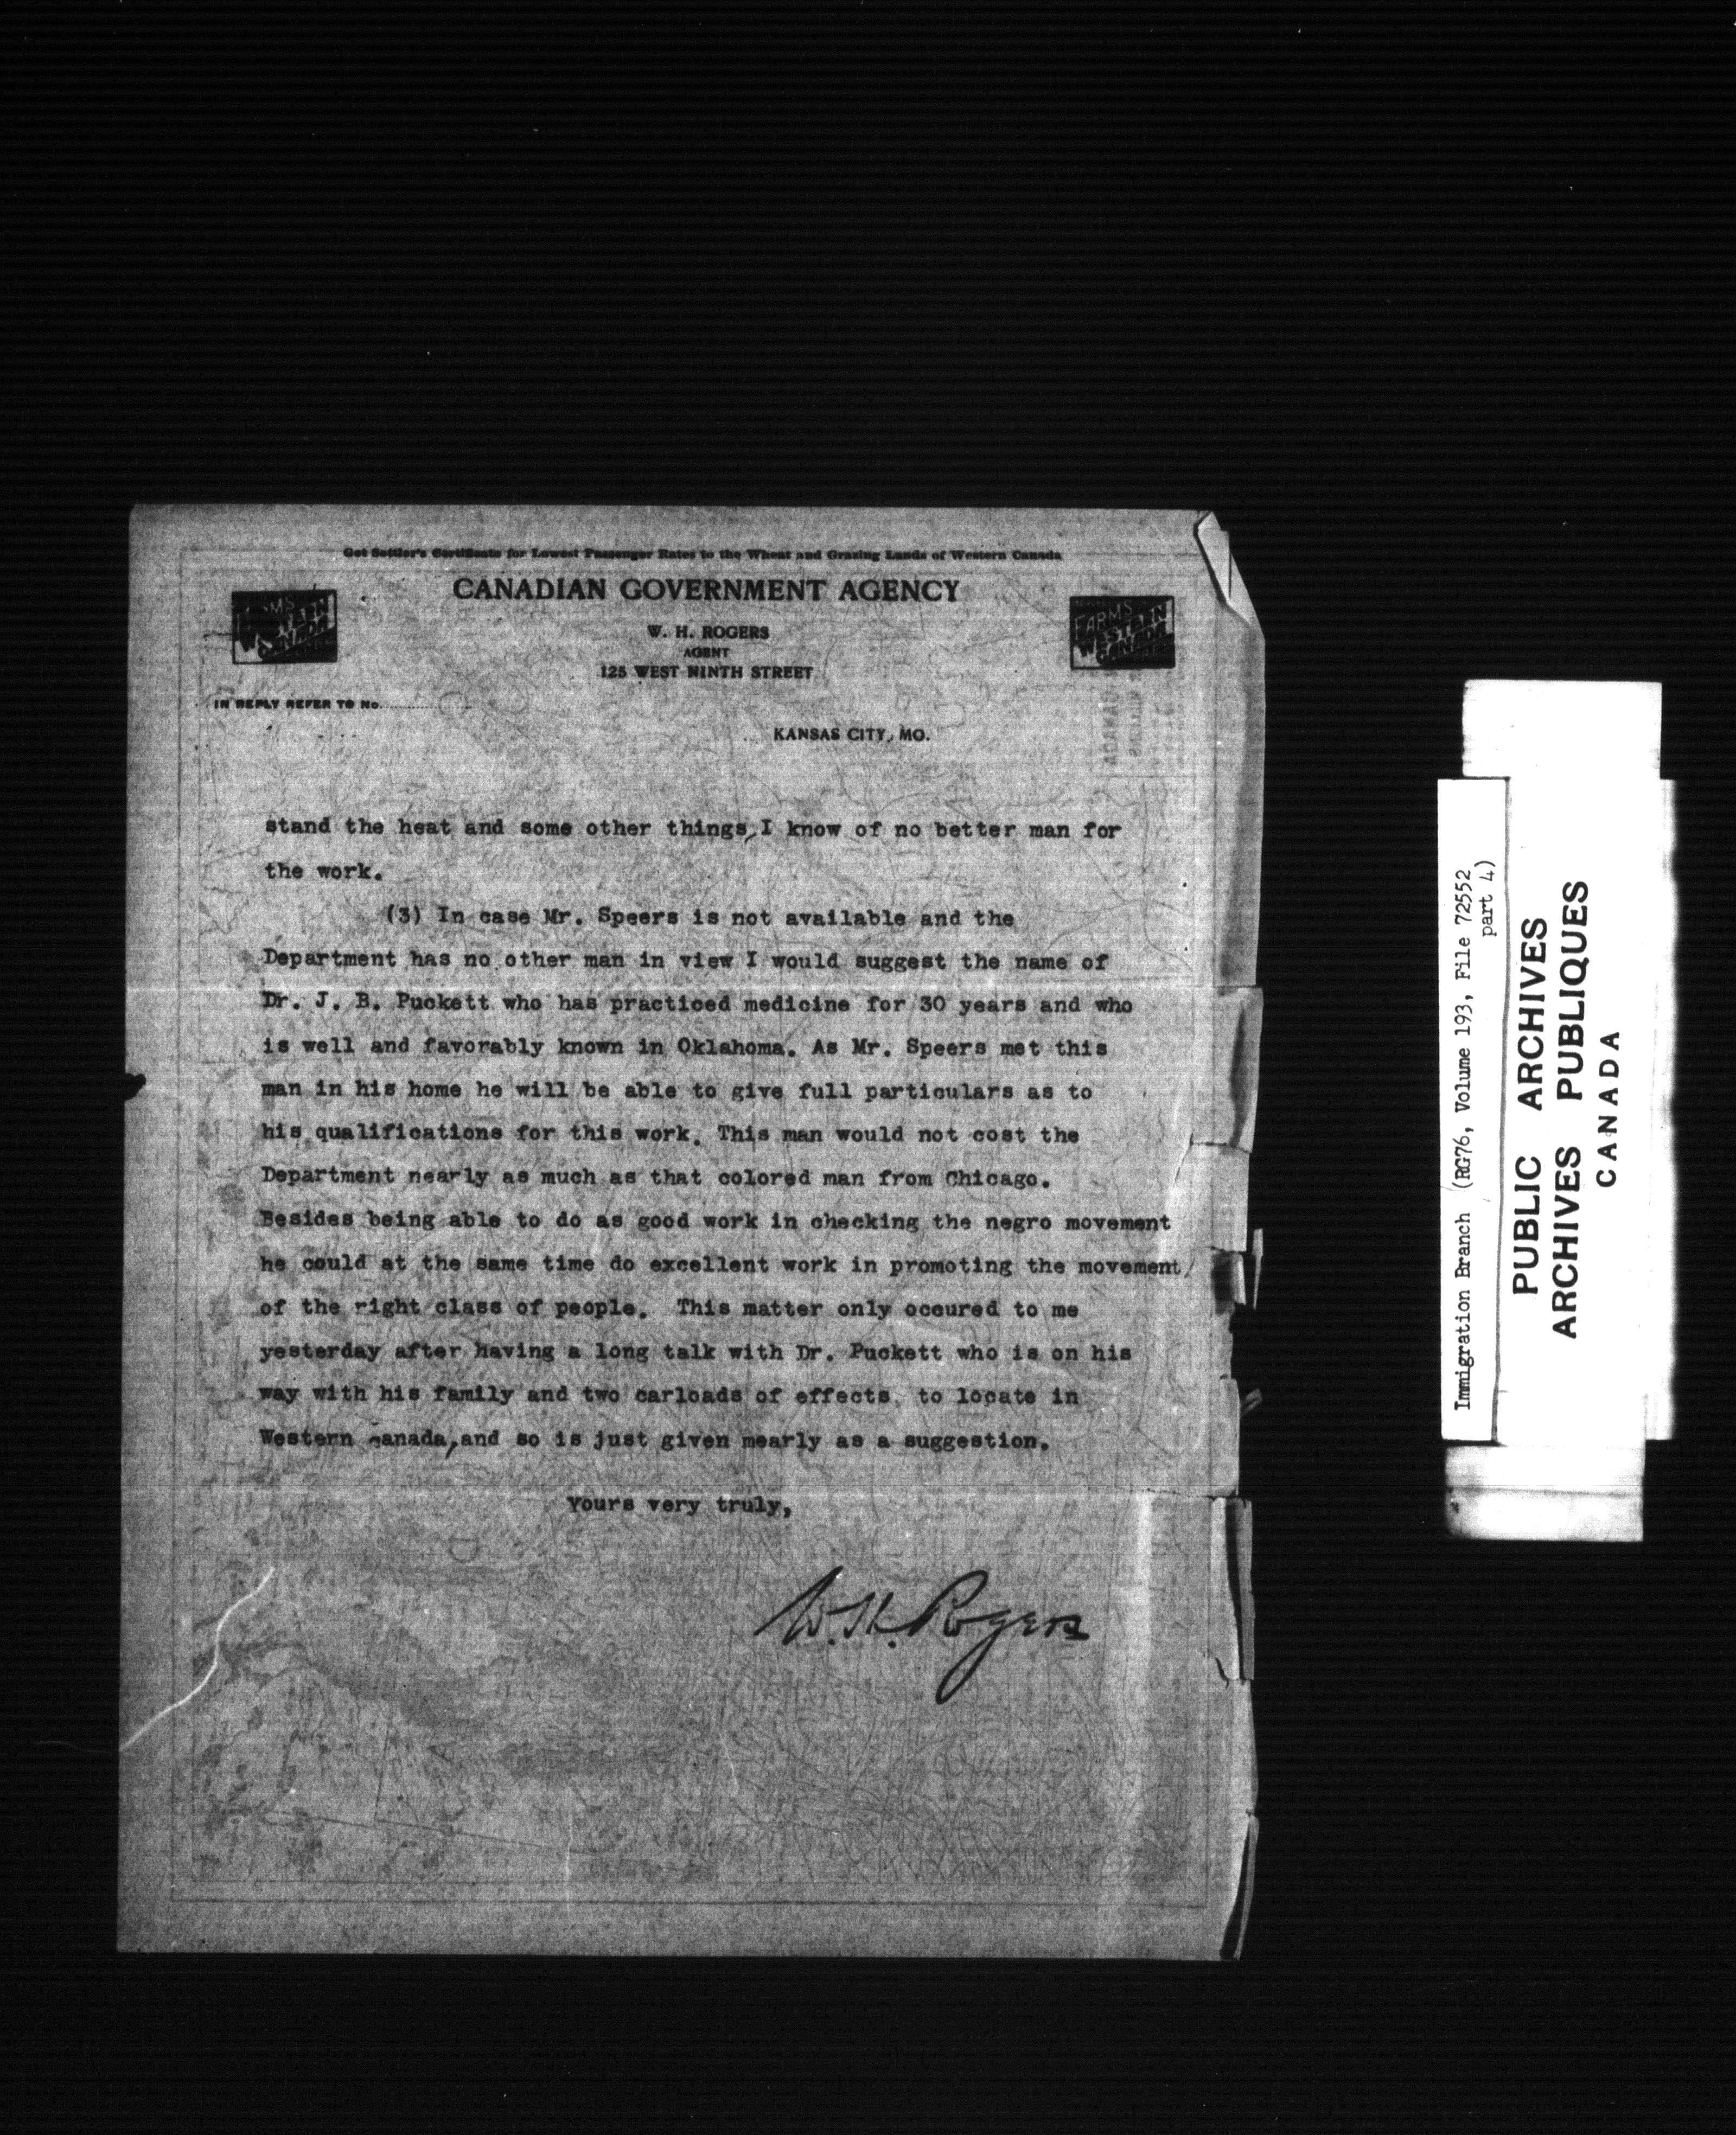 Get Settler's Certificate for Lowest Passenger Rates to the Wheat and Grazing Lands of Western Canada
CANADIAN GOVERNMENT AGENCY
W. H. ROGERS
AGENT
125 WEST NINTH STREET
FARMS
WESTERN
CANADA
FREE
IN REPLY REFER TO No.
KANSAS CITY, MO.
stand the heat and some other things, I know of no better man for
the work.
(3) In case Mr. Speers is not available and the
Department has no other man in view I would suggest the name of
Dr. J. B. Puckett who has practiced medicine for 30 years and who
is well and favorably known in Oklahoma. As Mr. Speers met this
man in his home he will be able to give full particulars as to
his qualifications for this work. This man would not cost the
Department nearly as much as that colored man from Chicago.
Besides being able to do as good work in checking the negro movement
he could at the same time do excellent work in promoting the movement
of the right class of people. This matter only occured to me
yesterday after having a long talk with Dr. Puckett who is on his
way with his family and two carloads of effects, to locate in
Western Canada, and so is just given mearly as a suggestion.
Yours very truly,
W. H. Rogers
Immigration Branch (RG76, Volume 193, File 72552
part 4)
PUBLIC ARCHIVES
ARCHIVES PUBLIQUES
CANADA